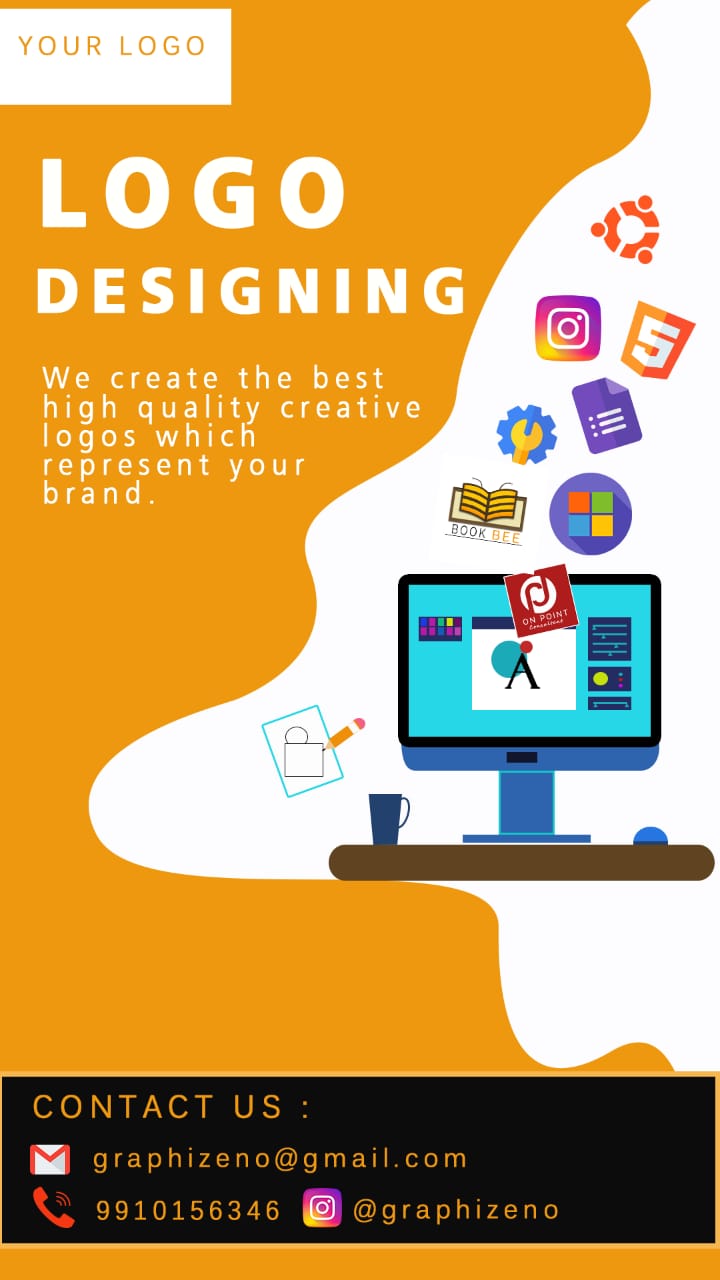 YOUR LOGO
LOGO
DESIGNING
We create the best
high quality creative
logos which
represent your
brand.
BOOK BEE
ON POINT
Consultant
A
CONTACT US :
graphizeno@gmail.com
9910156346 @graphizeno